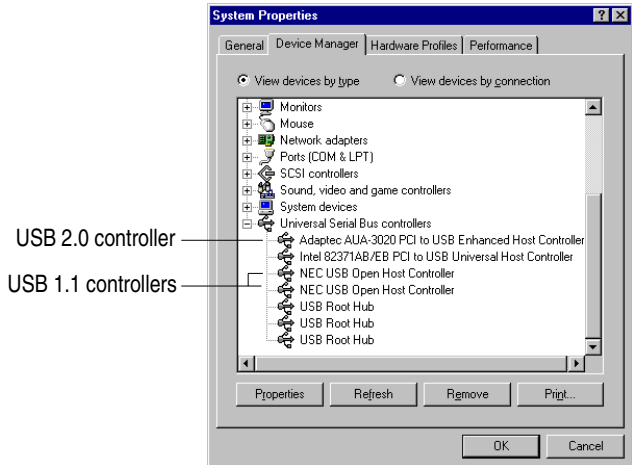 System Properties
General Device Manager Hardware Profiles Performance
View devices by type View devices by connection
Monitors
Mouse
Network adapters
Ports (COM & LPT)
SCSI controllers
Sound, video and game controllers
System devices
Universal Serial Bus controllers
USB 2.0 controller Adaptec AUA-3020 PCI to USB Enhanced Host Controller
Intel 82371AB/EB PCI to USB Universal Host Controller
USB 1.1 controllers NEC USB Open Host Controller
NEC USB Open Host Controller
USB Root Hub
USB Root Hub
USB Root Hub
Properties Refresh Remove Print...
OK Cancel